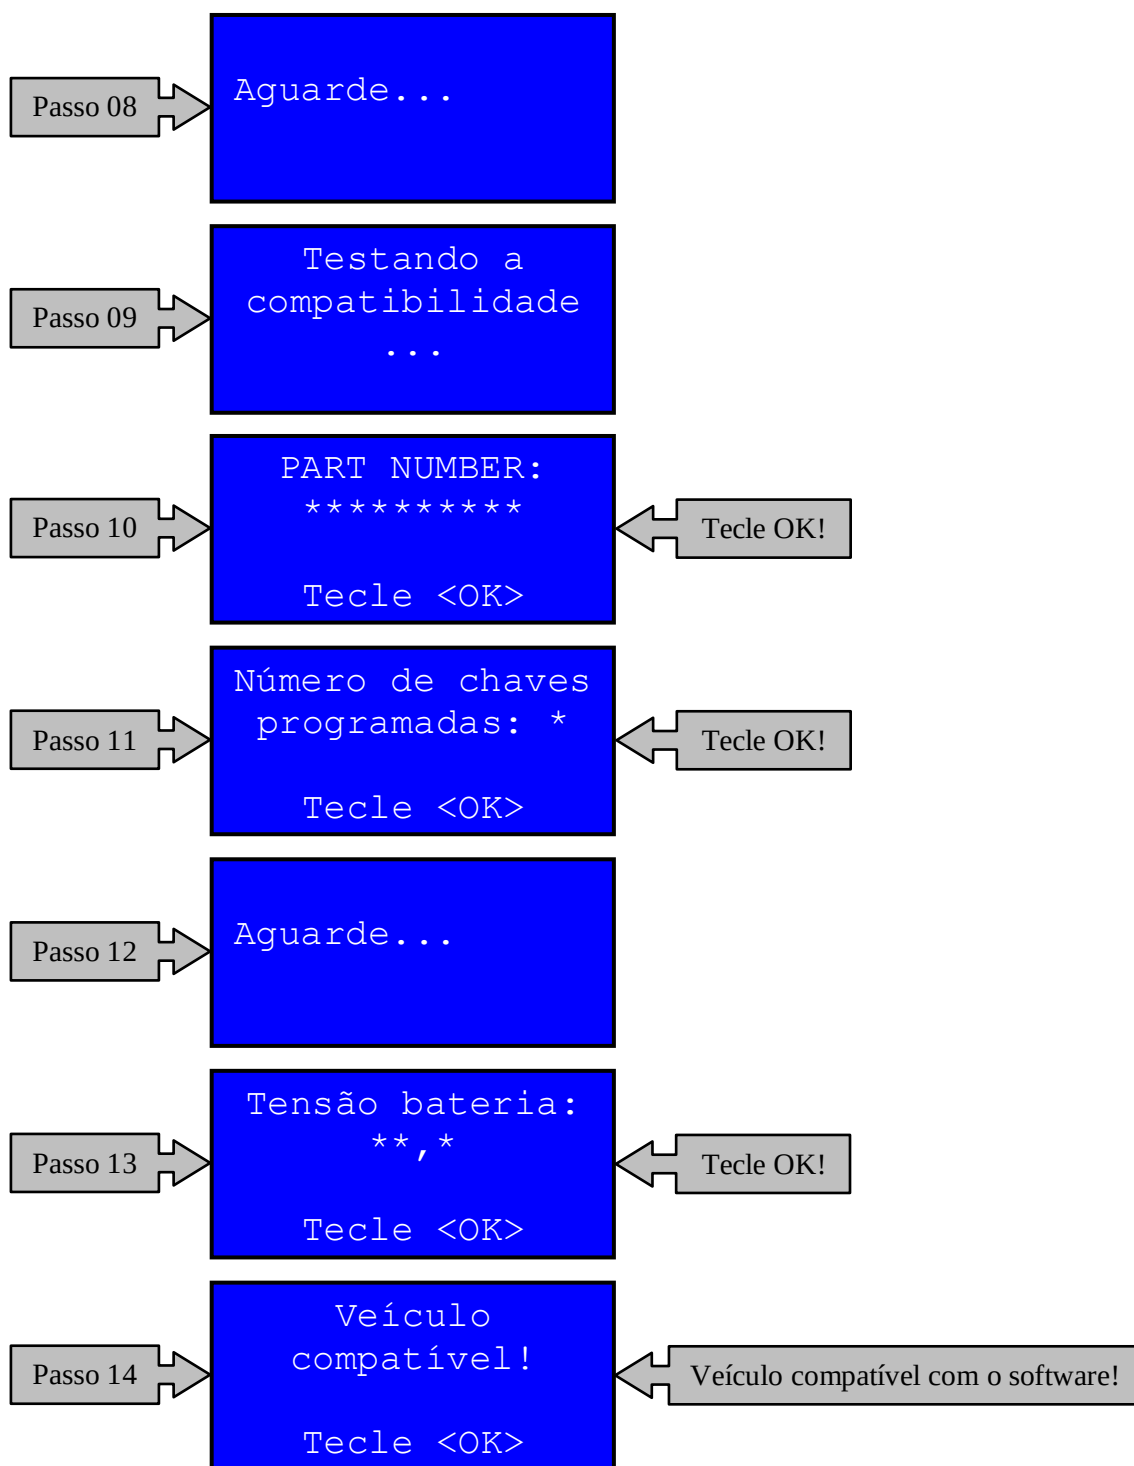 Passo 08
Aguarde...
Passo 09
Testando a
compatibilidade
...
Passo 10
PART NUMBER:
**********
Tecle <OK>
Tecle OK!
Passo 11
Número de chaves
programadas: *
Tecle <OK>
Tecle OK!
Passo 12
Aguarde...
Passo 13
Tensão bateria:
**,*
Tecle <OK>
Tecle OK!
Passo 14
Veículo
compatível!
Tecle <OK>
Veículo compatível com o software!